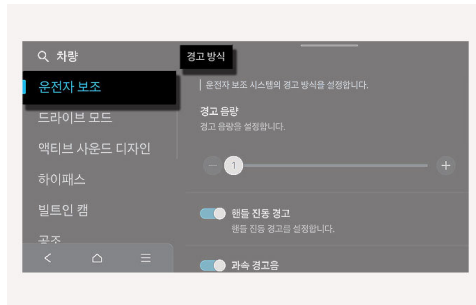 차량
운전자 보조
드라이브 모드
액티브 사운드 디자인
하이패스
빌트인 캠
공조
경고 방식
운전자 보조 시스템의 경고 방식을 설정합니다.
경고 음량
경고 음량을 설정합니다.
1
핸들 진동 경고
핸들 진동 경고를 설정합니다.
과속 경고음